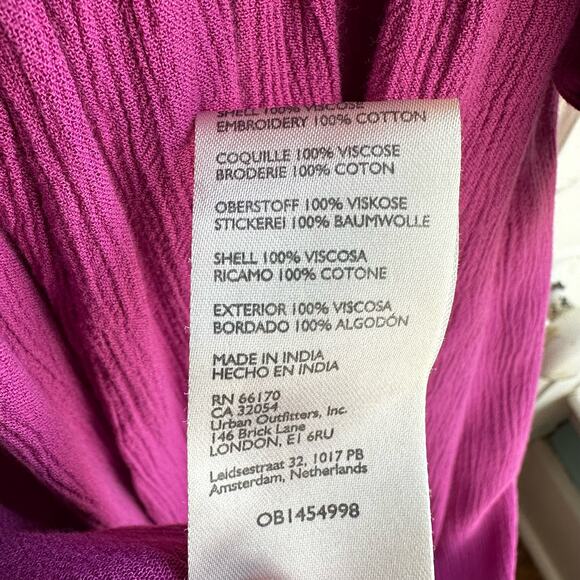 SHELL 100% VISCOSE
EMBROIDERY 100% COTTON
COQUILLE 100% VISCOSE
BRODERIE 100% COTON
OBERSTOFF 100% VISKOSE
STICKEREI 100% BAUMWOLLE
SHELL 100% VISCOSA
RICAMO 100% COTONE
EXTERIOR 100% VISCOSA
BORDADO 100% ALGODÓN
MADE IN INDIA
HECHO EN INDIA
RN 66170
CA 32054
Urban Outfitters, Inc.
146 Brick Lane
LONDON, E1 6RU
Leidsestraat 32, 1017 PB
Amsterdam, Netherlands
OB1454998